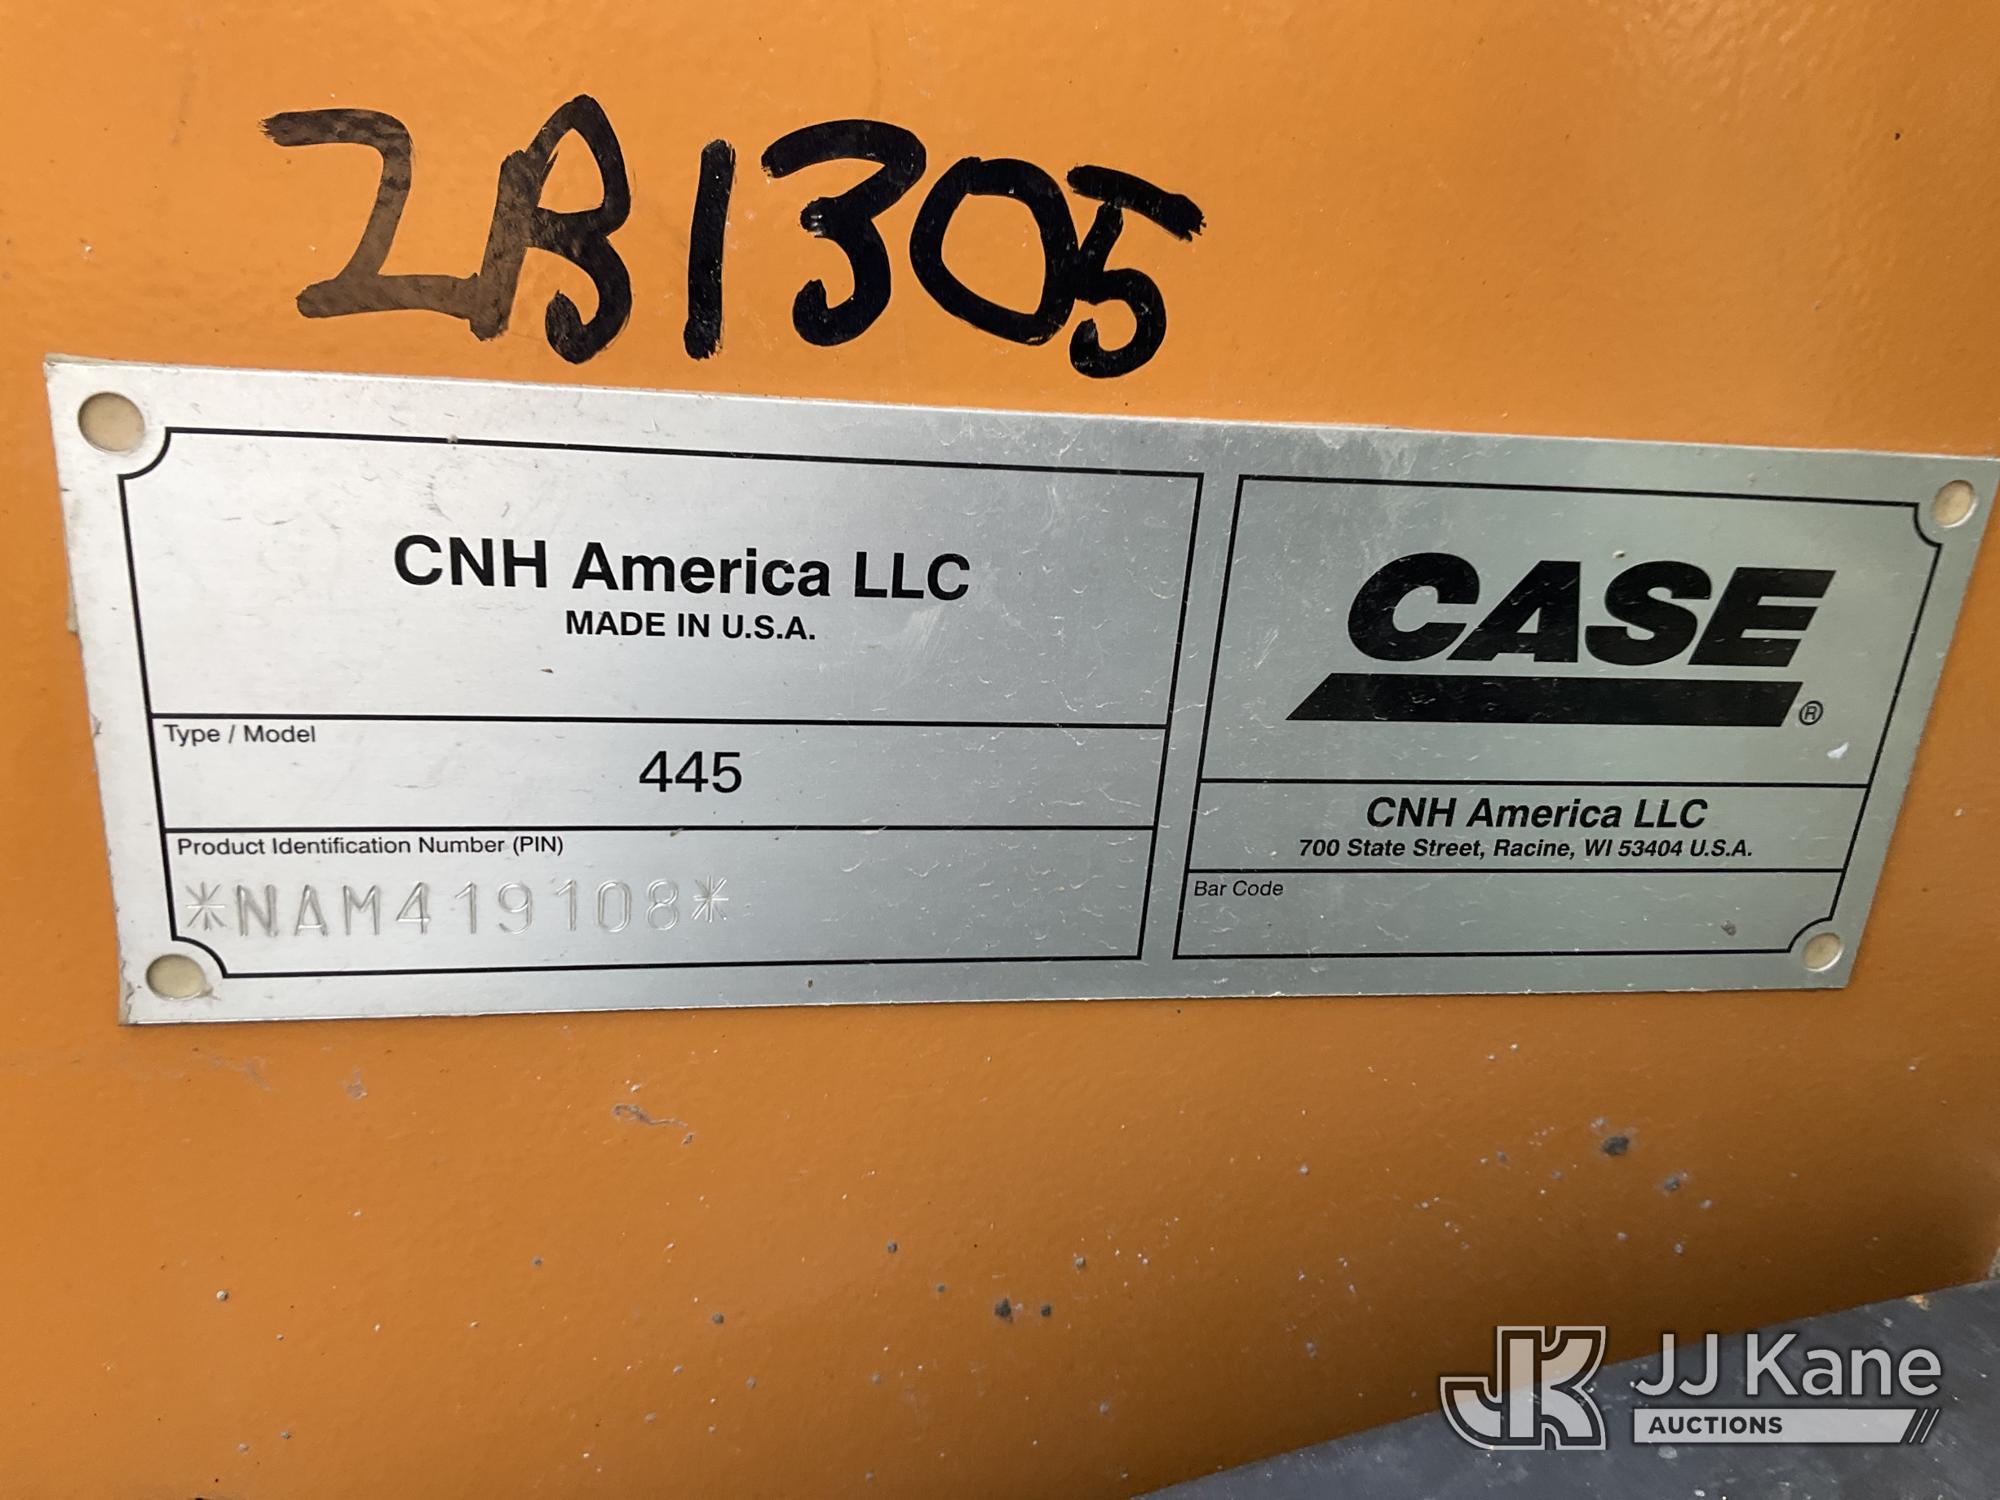 2B1305
CNH America LLC
MADE IN U.S.A.
Type / Model
445
Product Identification Number (PIN)
*NAM419108*
CASE
®
CNH America LLC
700 State Street, Racine, WI 53404 U.S.A.
Bar Code
JK JJ Kane
AUCTIONS